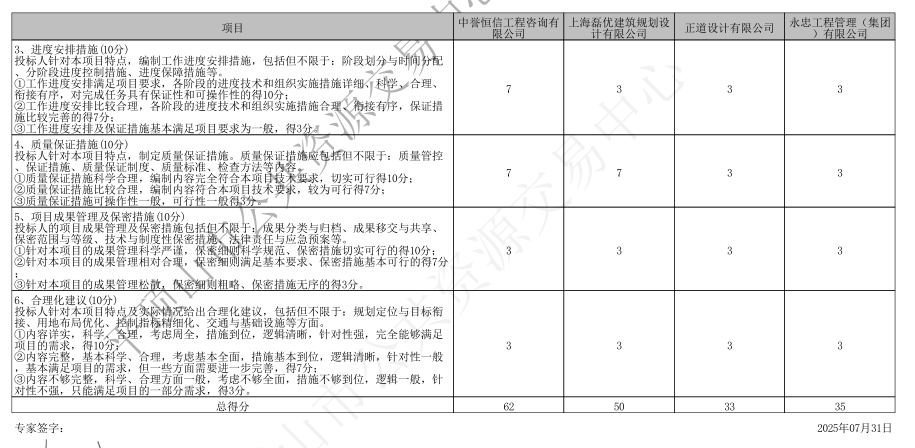 项目 中誉恒信工程咨询有限公司 上海磊优建筑规划设计有限公司 正道设计有限公司 永忠工程管理（集团）有限公司
3、进度安排措施(10分)
投标人针对本项目特点，编制工作进度安排措施，包括但不限于：阶段划分与时间分配
、分阶段进度控制措施、进度保障措施等。
①工作进度安排满足项目要求，各阶段的进度技术和组织实施措施详细、科学、合理、
衔接有序，对完成任务具有保证性和可操作性的得10分；
②工作进度安排比较合理，各阶段的进度技术和组织实施措施合理、衔接有序，保证措
施比较完善的得7分；
③工作进度安排及保证措施基本满足项目要求为一般，得3分。
7 3 3 3
4、质量保证措施(10分)
投标人针对本项目特点，制定质量保证措施。质量保证措施应包括但不限于：质量管控
、保证措施、质量保证制度、质量标准、检查方法等内容。
①质量保证措施科学合理，编制内容完全符合本项目技术要求，切实可行得10分；
②质量保证措施比较合理，编制内容符合本项目技术要求，较为可行得7分；
③质量保证措施可操作性一般，可行性一般得3分。
7 7 3 3
5、项目成果管理及保密措施(10分)
投标人的项目成果管理及保密措施包括但不限于：成果分类与归档、成果移交与共享、
保密范围与等级、技术与制度性保密措施、法律责任与应急预案等。
①针对本项目的成果管理科学严谨，保密细则科学规范、保密措施切实可行的得10分；
②针对本项目的成果管理相对合理，保密细则满足基本要求、保密措施基本可行的得7分
；
③针对本项目的成果管理松散，保密细则粗略、保密措施无序的得3分。
3 3 3 3
6、合理化建议(10分)
投标人针对本项目特点及实际情况给出合理化建议，包括但不限于：规划定位与目标衔
接、用地布局优化、控制指标精细化、交通与基础设施等方面。
①内容详实，科学、合理，考虑周全，措施到位，逻辑清晰，针对性强，完全能够满足
项目的需求，得10分；
②内容完整，基本科学、合理，考虑基本全面，措施基本到位，逻辑清晰，针对性一般
，基本满足项目的需求，但一些方面需要进一步完善，得7分；
③内容不够完整，科学、合理方面一般，考虑不够全面，措施不够到位，逻辑一般，针
对性不强，只能满足项目的一部分需求，得3分。
3 3 3 3
总得分 62 50 33 35
专家签字： 2025年07月31日
平顶山市公共资源交易中心